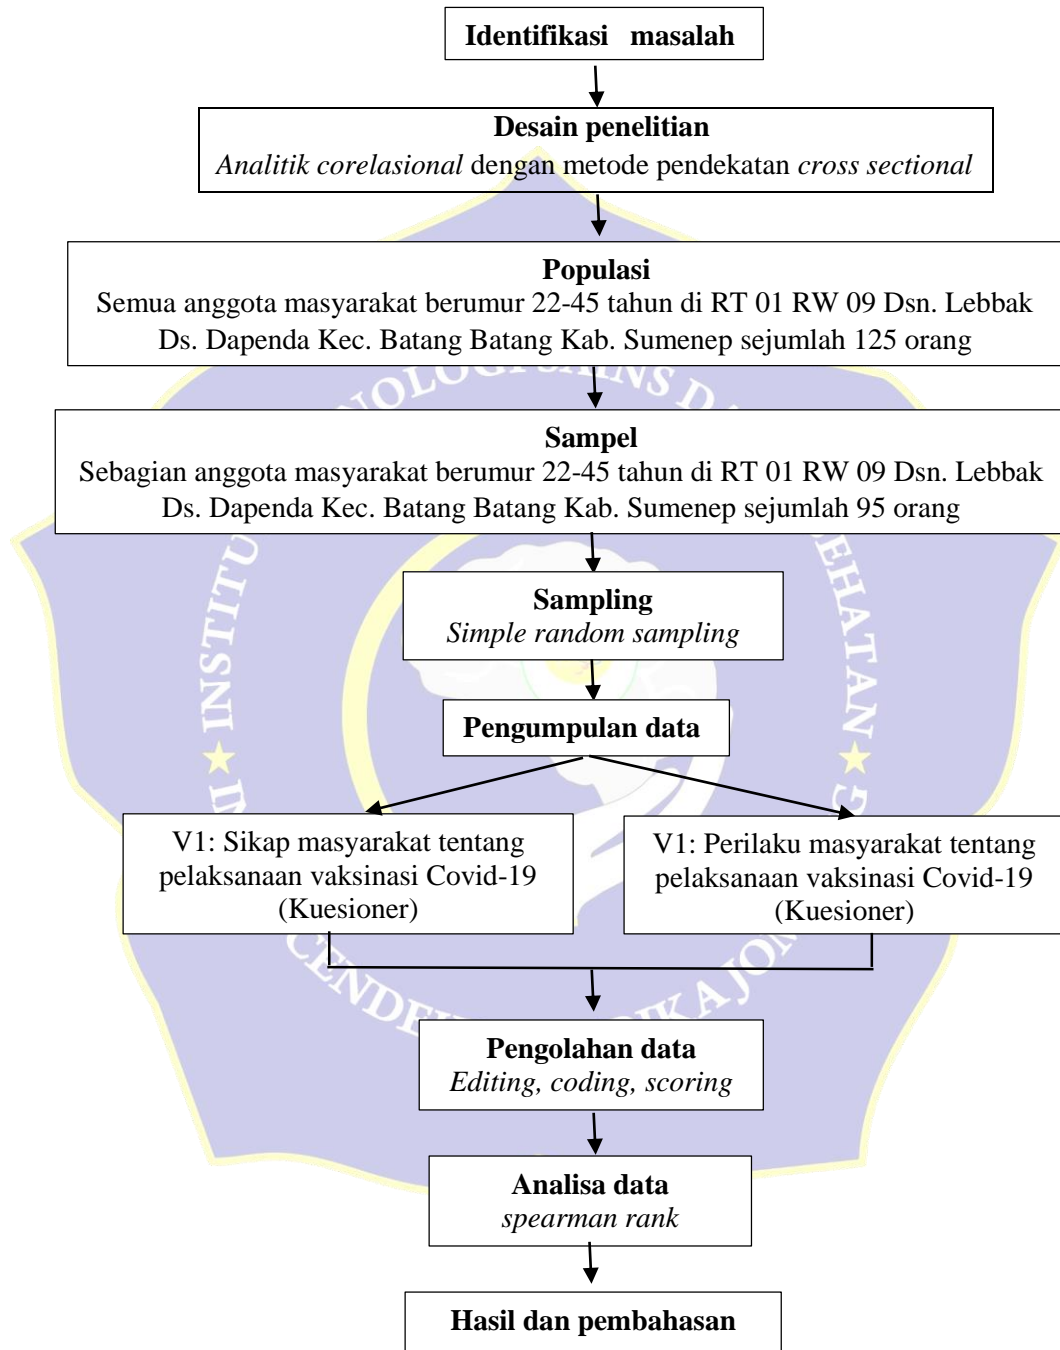 Identifikasi masalah
Desain penelitian
Analitik corelasional dengan metode pendekatan cross sectional
Populasi
Semua anggota masyarakat berumur 22-45 tahun di RT 01 RW 09 Dsn. Lebbak
Ds. Dapenda Kec. Batang Batang Kab. Sumenep sejumlah 125 orang
Sampel
Sebagian anggota masyarakat berumur 22-45 tahun di RT 01 RW 09 Dsn. Lebbak
Ds. Dapenda Kec. Batang Batang Kab. Sumenep sejumlah 95 orang
Sampling
Simple random sampling
Pengumpulan data
V1: Sikap masyarakat tentang
pelaksanaan vaksinasi Covid-19
(Kuesioner)
V1: Perilaku masyarakat tentang
pelaksanaan vaksinasi Covid-19
(Kuesioner)
Pengolahan data
Editing, coding, scoring
Analisa data
spearman rank
Hasil dan pembahasan